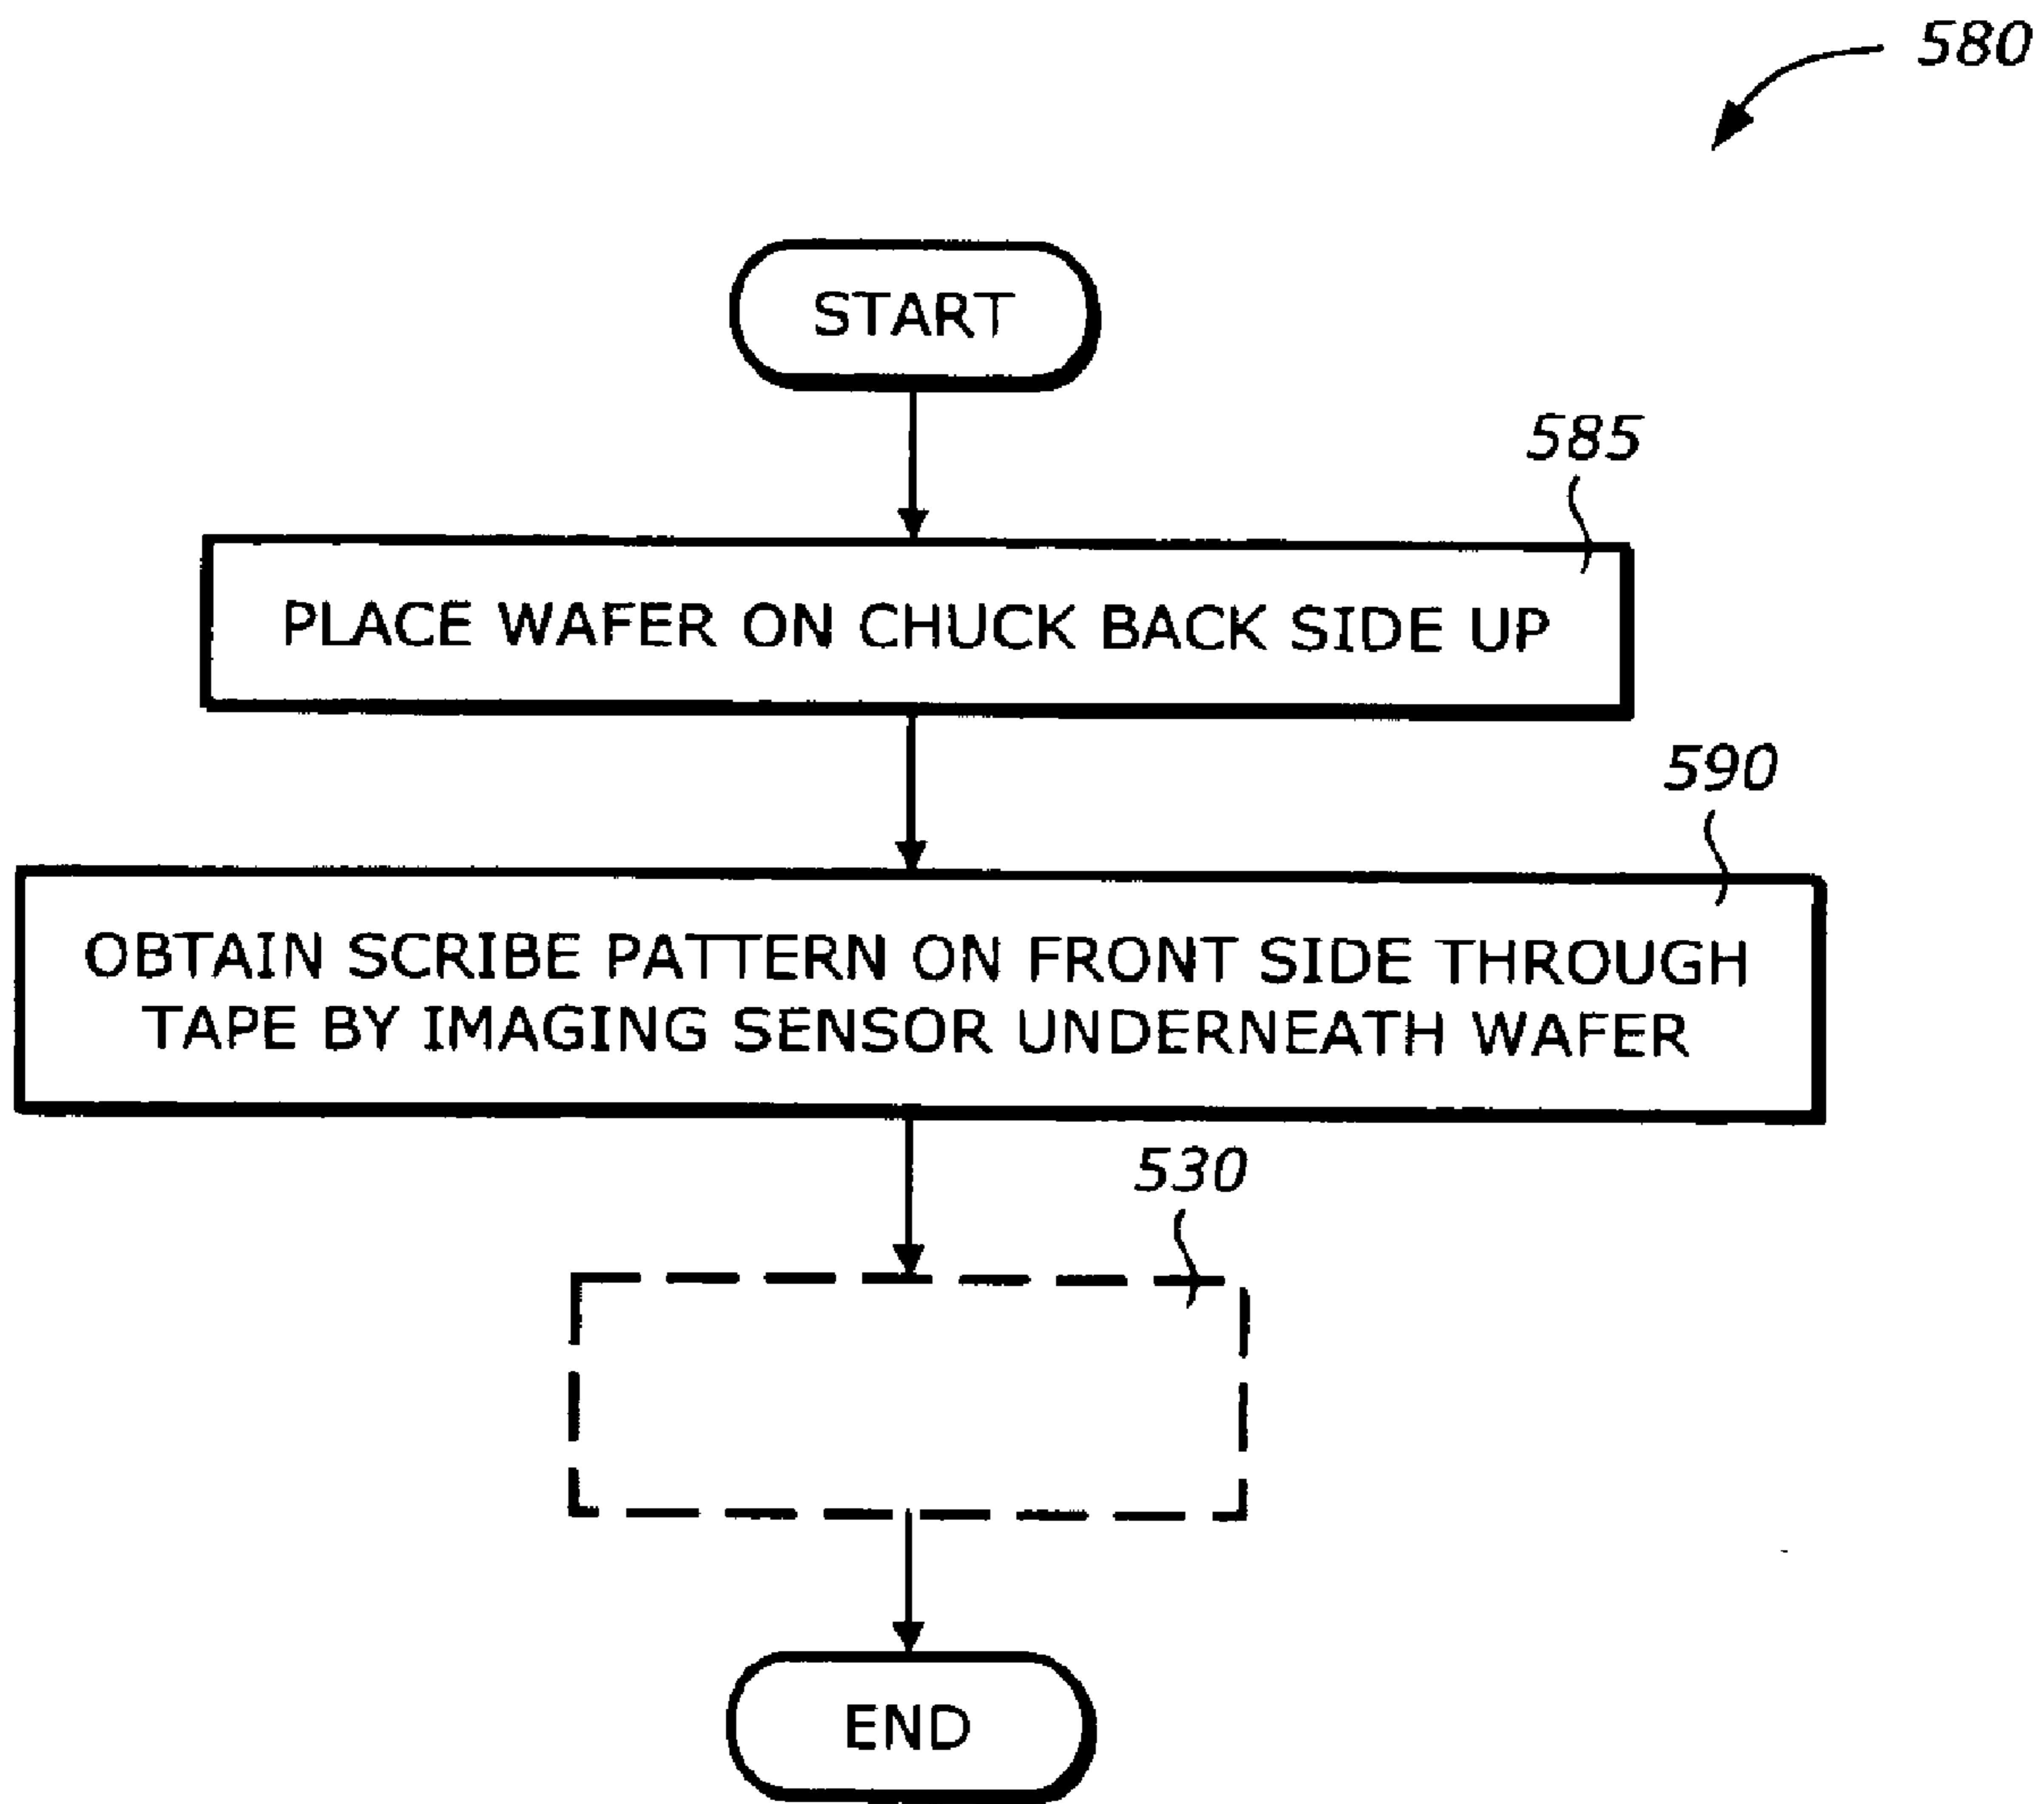 580
START
585
PLACE WAFER ON CHUCK BACK SIDE UP
590
OBTAIN SCRIBE PATTERN ON FRONT SIDE THROUGH
TAPE BY IMAGING SENSOR UNDERNEATH WAFER
530
END